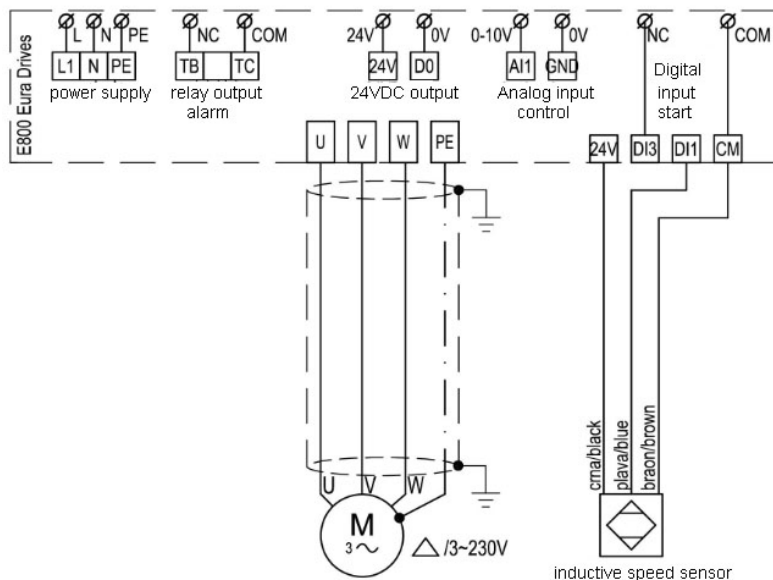 E800 Eura Drives
L N PE
NC COM
24V 0V
0-10V 0V
NC COM
L1 N PE
TB TC
24V D0
AI1 GND
power supply
relay output
alarm
24VDC output
Analog input
control
Digital
input
start
U V W PE
24V DI3 DI1 CM
crna/black
plava/blue
braon/brown
U V W
M
3~
△/3~230V
inductive speed sensor